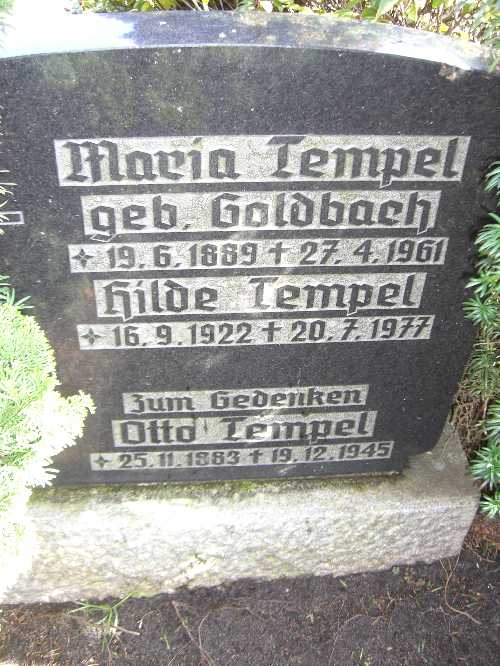 Maria Tempel
geb. Goldbach
✦ 19.6.1889 ✝ 27.4.1961
Hilde Tempel
✦ 16.9.1922 ✝ 20.7.1977
Zum Gedenken
Otto Tempel
✦ 25.11.1883 ✝ 19.12.1945